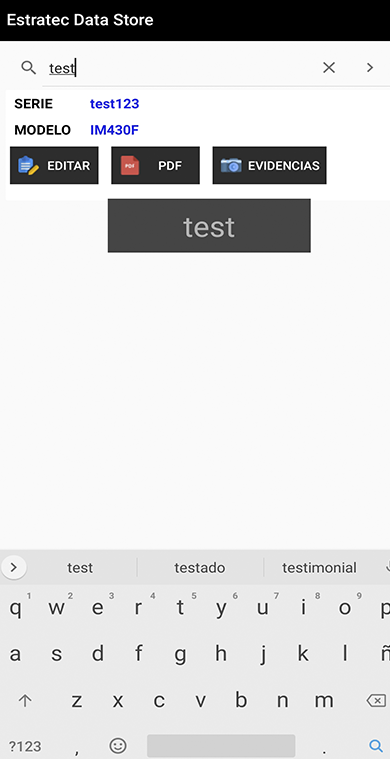 Estratec Data Store
test
SERIE test123
MODELO IM430F
EDITAR PDF PDF EVIDENCIAS
test
test testado testimonial
1 2 3 4 5 6 7 8 9
q w e r t y u i o p
a s d f g h j k l ñ
z x c v b n m
?123 , .